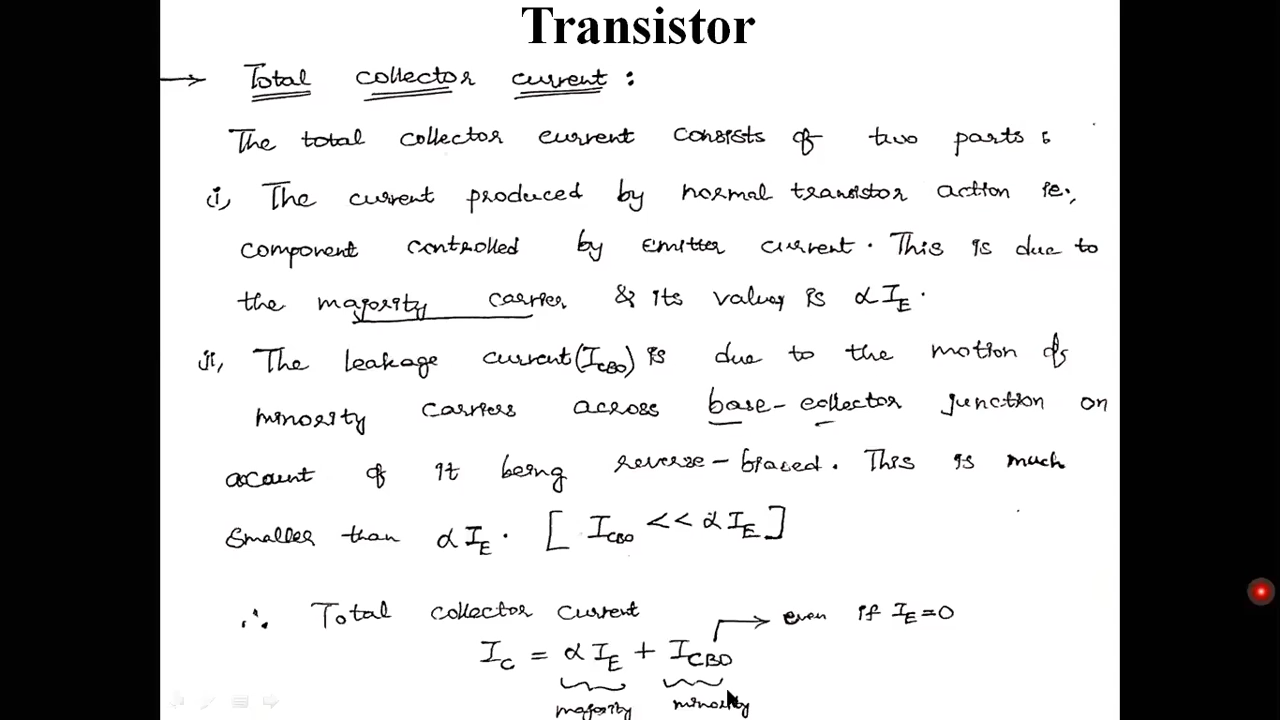 Transistor
→ Total collector current :
The total collector current consists of two parts :
(i), The current produced by normal transistor action ie.,
component controlled by emitter current. This is due to
the majority carrier & its value is αI_E.
ii, The leakage current (I_CBO) is due to the motion of
minority carriers across base-collector junction on
account of it being reverse-biased. This is much
smaller than αI_E. [ I_CBO << αI_E ]
∴ Total collector current
→ even if I_E=0
I_C = αI_E + I_CBO
majority minority